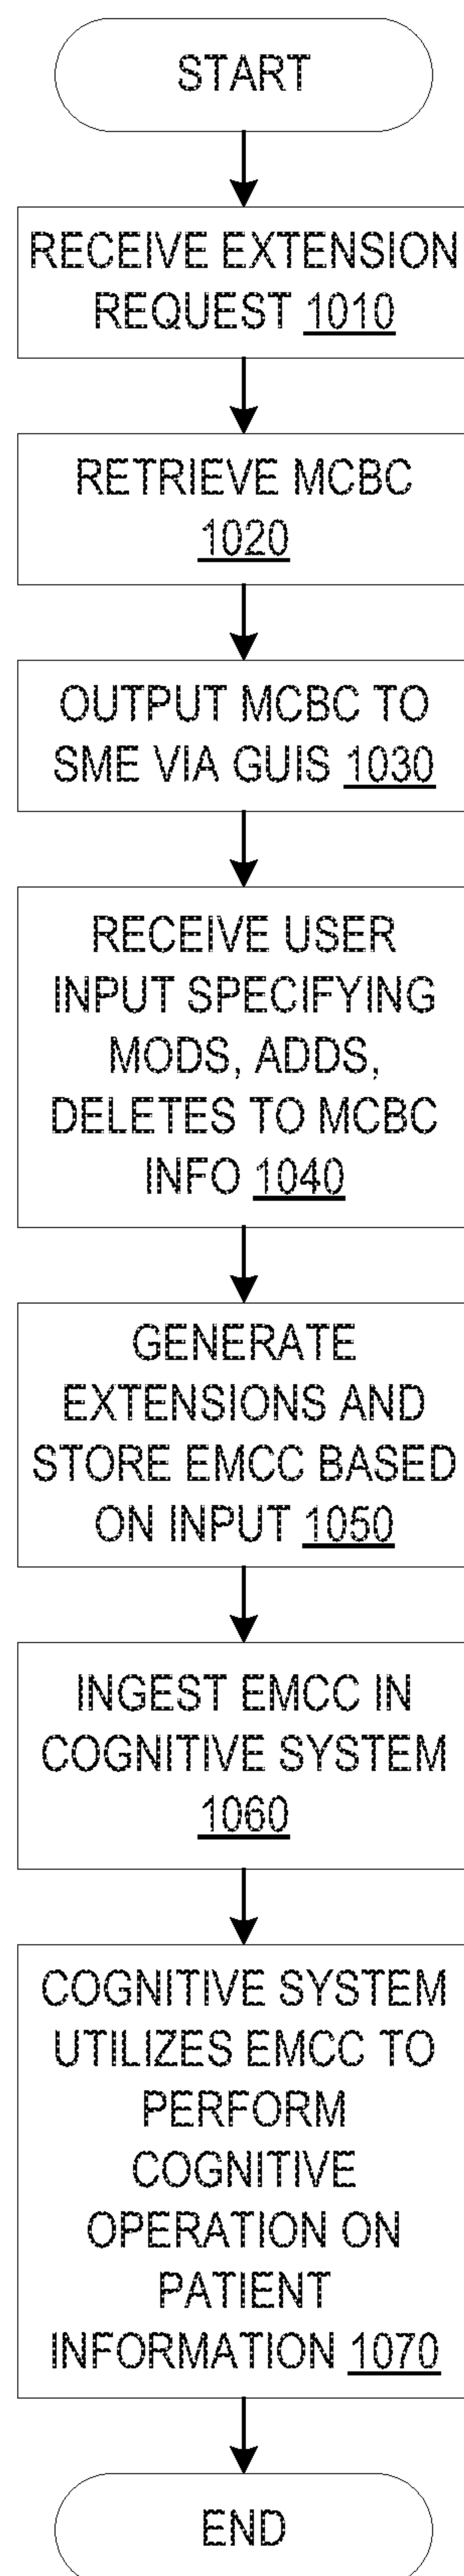 START
RECEIVE EXTENSION
REQUEST 1010
RETRIEVE MCBC
1020
OUTPUT MCBC TO
SME VIA GUIS 1030
RECEIVE USER
INPUT SPECIFYING
MODS, ADDS,
DELETES TO MCBC
INFO 1040
GENERATE
EXTENSIONS AND
STORE EMCC BASED
ON INPUT 1050
INGEST EMCC IN
COGNITIVE SYSTEM
1060
COGNITIVE SYSTEM
UTILIZES EMCC TO
PERFORM
COGNITIVE
OPERATION ON
PATIENT
INFORMATION 1070
END